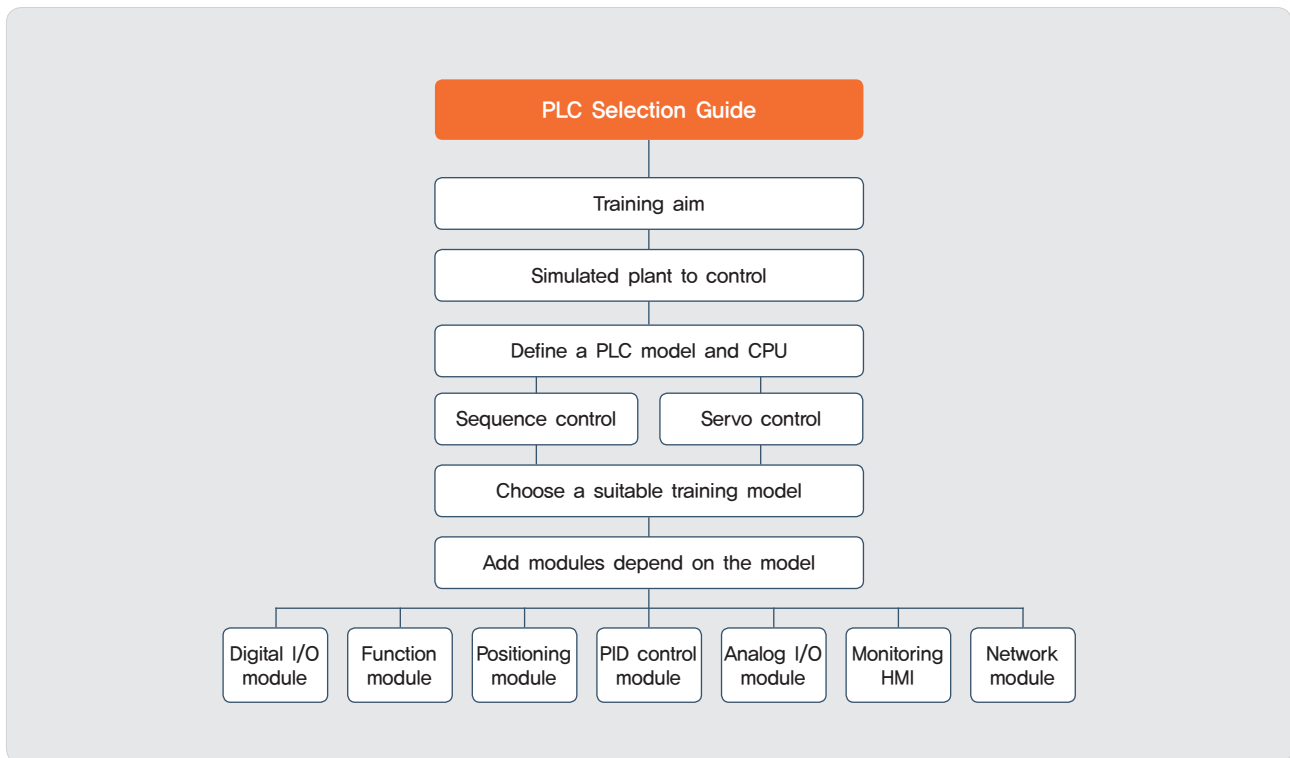 PLC Selection Guide
Training aim
Simulated plant to control
Define a PLC model and CPU
Sequence control
Servo control
Choose a suitable training model
Add modules depend on the model
Digital I/O
module
Function
module
Positioning
module
PID control
module
Analog I/O
module
Monitoring
HMI
Network
module